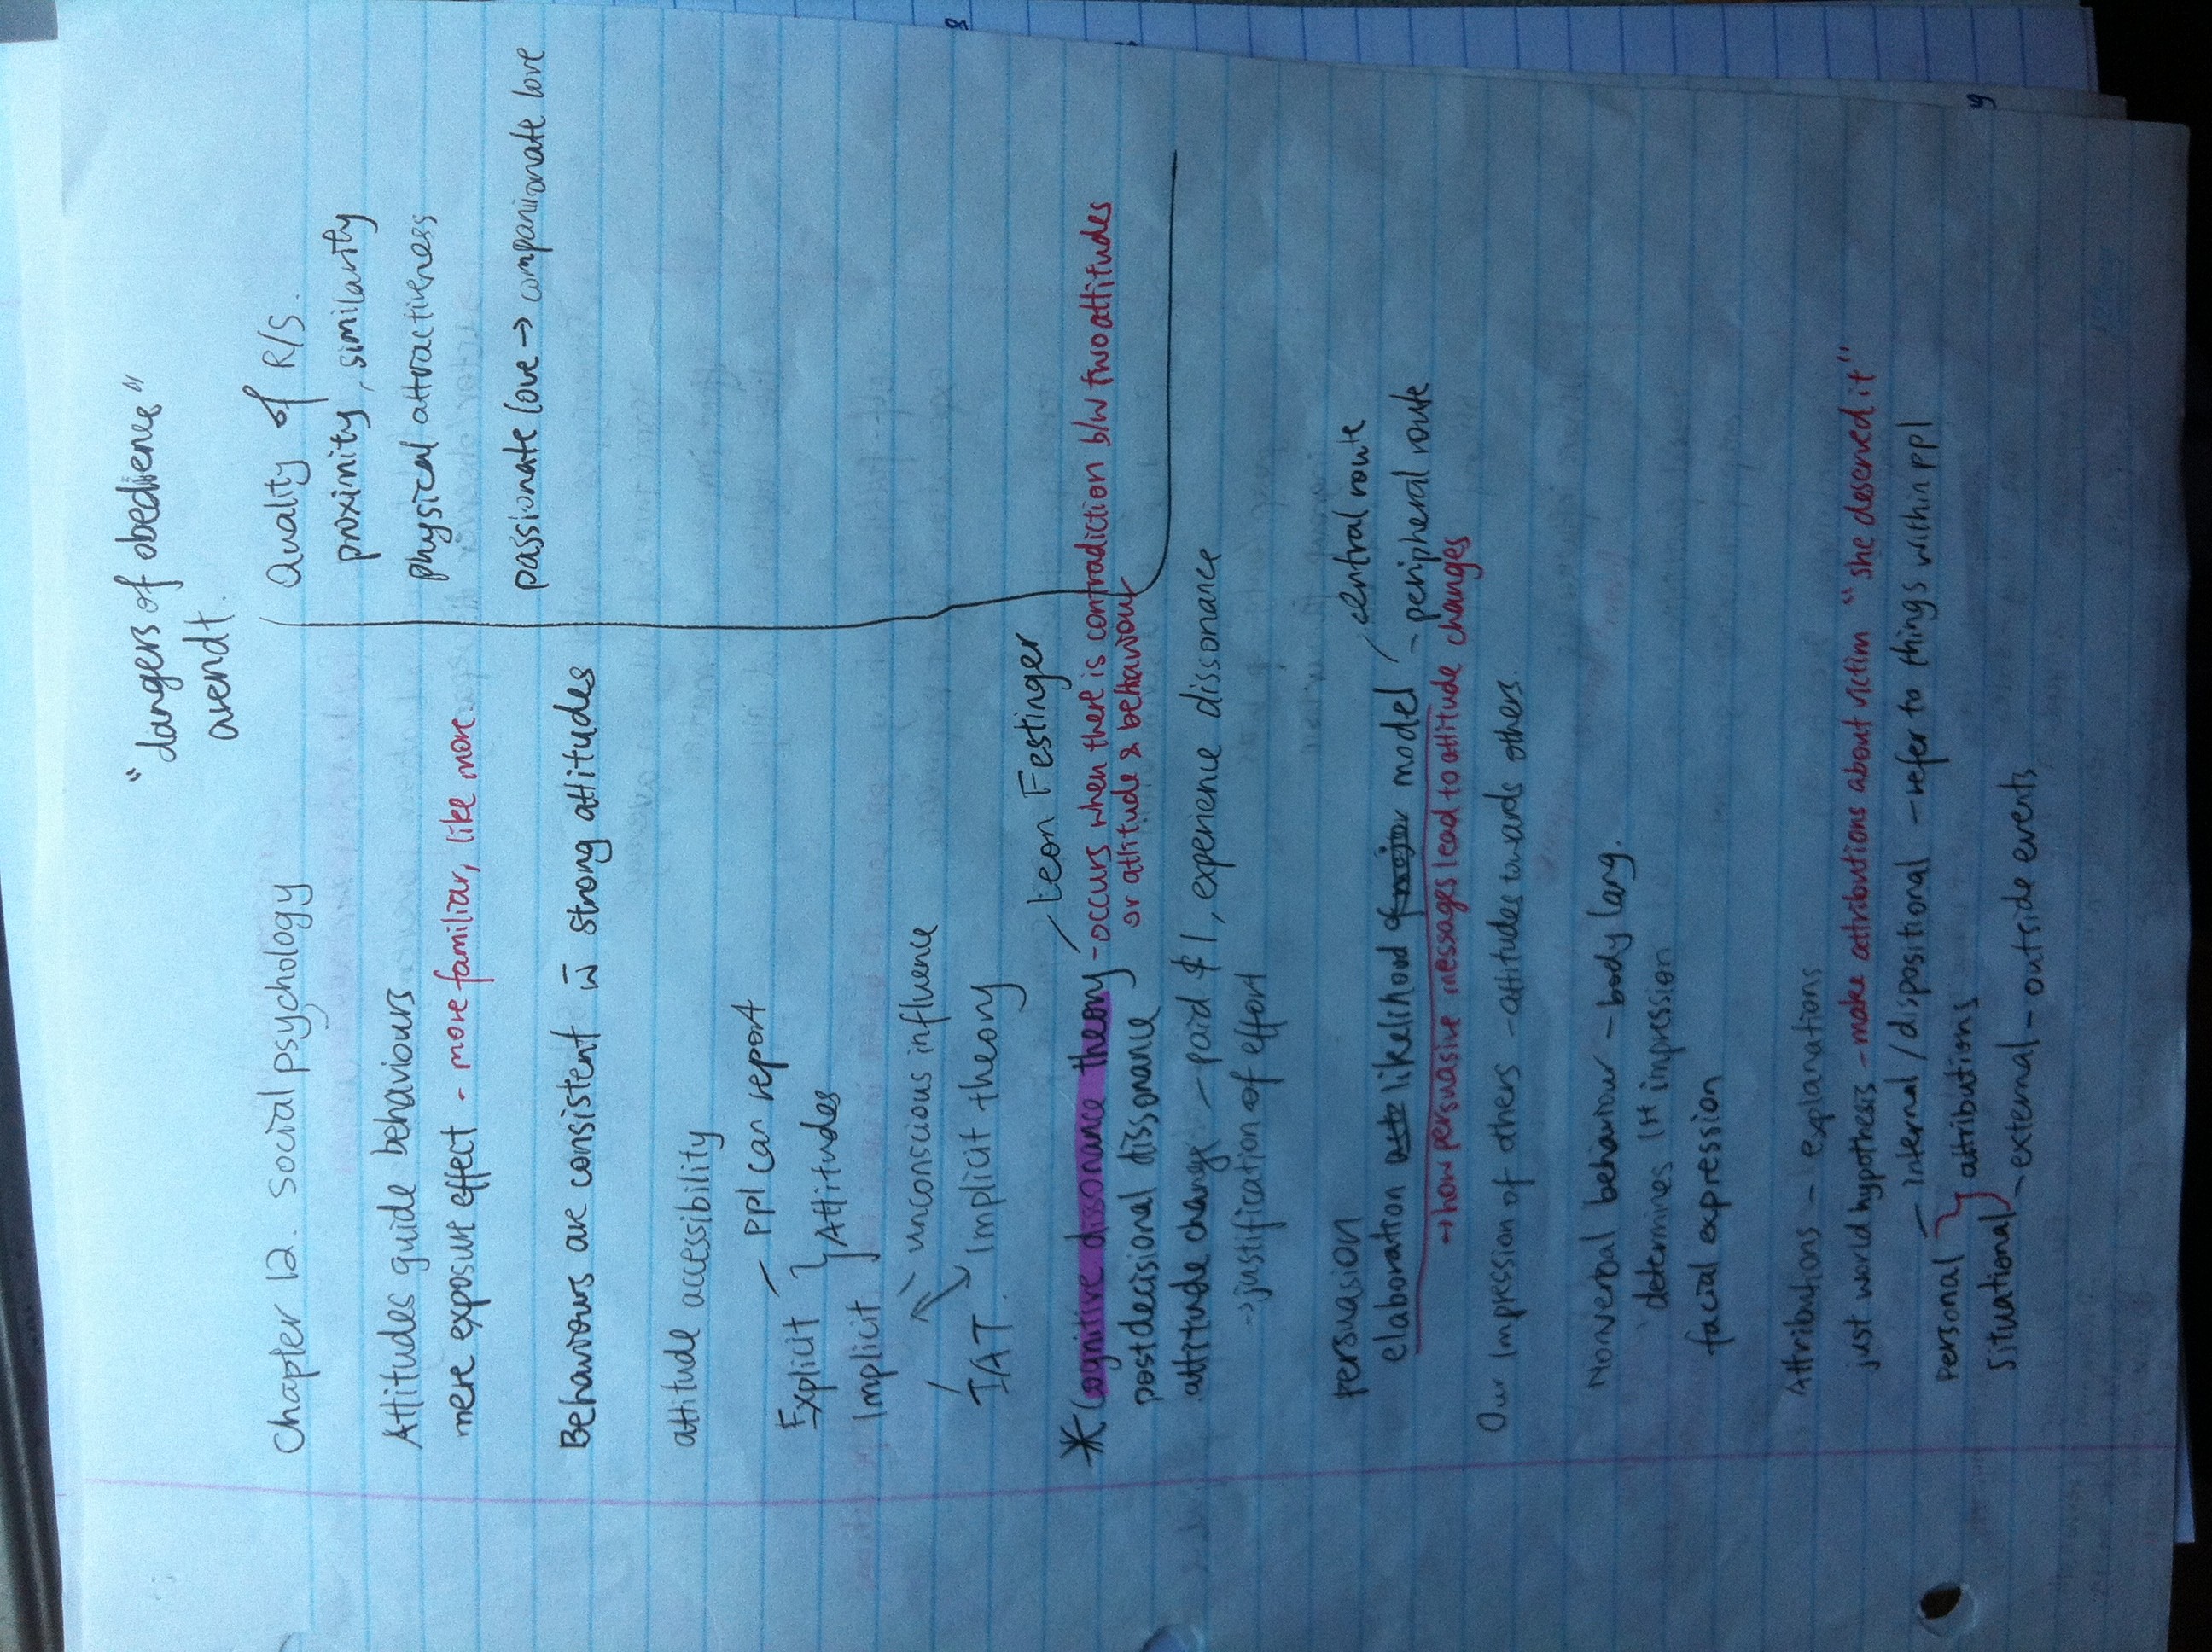 "dangers of obedience"
arendt.
Chapter 12. social psychology
Quality of R/S.
proximity, similarity
physical attractiveness
passionate love → companionate love
Attitudes guide behaviours
mere exposure effect - more familiar, like more.
Behaviours are consistent w̄ strong attitudes
attitude accessibility
ppl can report
Explicit } Attitudes
Implicit
unconscious influence
IAT. Implicit theory
Leon Festinger
* Cognitive dissonance theory - occurs when there is contradiction b/w two attitudes
or attitude & behaviour
postdecisional dissonance
attitude change - paid $1, experience dissonance
→ justification of effort
persuasion
central route
elaboration likelihood model - peripheral route
→ how persuasive messages lead to attitude changes
Our Impression of others - attitudes towards others.
Nonverbal behaviour - body lang.
determines 1st impression
facial expression
Attributions - explanations
just world hypothesis - make attributions about victim "she deserved it"
internal / dispositional - refer to things within ppl
Personal } attributions
Situational
- external - outside events